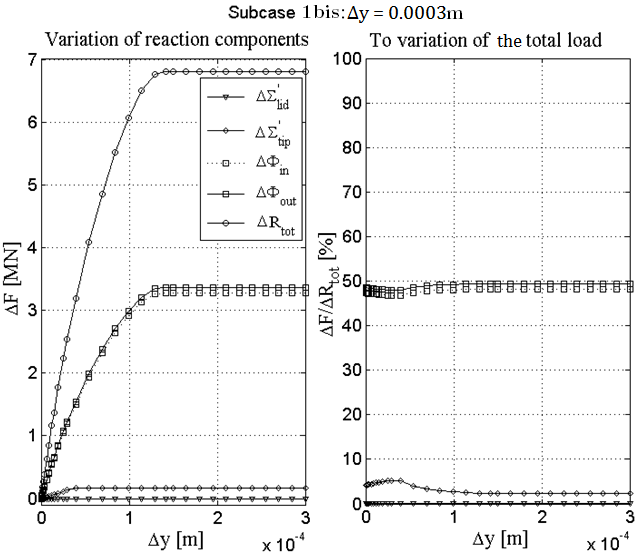 Subcase 1bis: Δy = 0.0003m
Variation of reaction components
To variation of the total load
7
6
5
4
3
2
1
0
ΔF [MN]
ΔΣ'lid
ΔΣ'tip
ΔΦin
ΔΦout
ΔRtot
0
1
2
3
Δy [m]
x 10^-4
100
90
80
70
60
50
40
30
20
10
0
ΔF/ΔRtot [%]
0
1
2
3
Δy [m]
x 10^-4